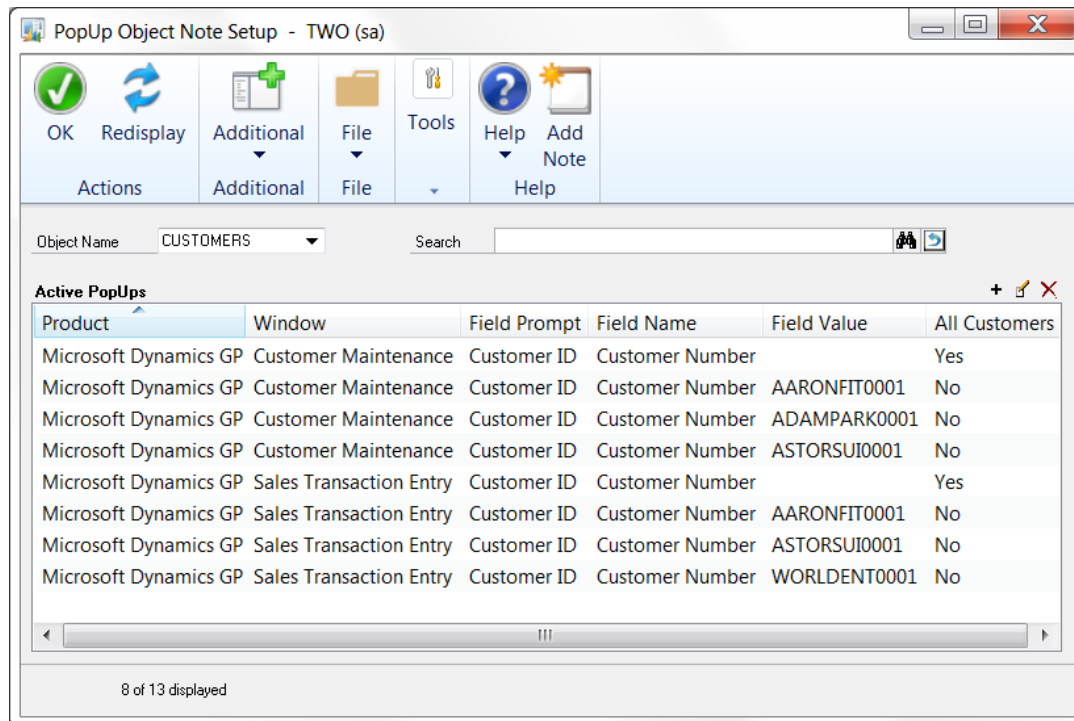 PopUp Object Note Setup - TWO (sa)
OK Redisplay Additional File Tools Help Add Note
Actions Additional File Help
Object Name CUSTOMERS Search
Active PopUps
Product Window Field Prompt Field Name Field Value All Customers
Microsoft Dynamics GP Customer Maintenance Customer ID Customer Number Yes
Microsoft Dynamics GP Customer Maintenance Customer ID Customer Number AARONFIT0001 No
Microsoft Dynamics GP Customer Maintenance Customer ID Customer Number ADAMPARK0001 No
Microsoft Dynamics GP Customer Maintenance Customer ID Customer Number ASTORSUI0001 No
Microsoft Dynamics GP Sales Transaction Entry Customer ID Customer Number Yes
Microsoft Dynamics GP Sales Transaction Entry Customer ID Customer Number AARONFIT0001 No
Microsoft Dynamics GP Sales Transaction Entry Customer ID Customer Number ASTORSUI0001 No
Microsoft Dynamics GP Sales Transaction Entry Customer ID Customer Number WORLDENT0001 No
8 of 13 displayed